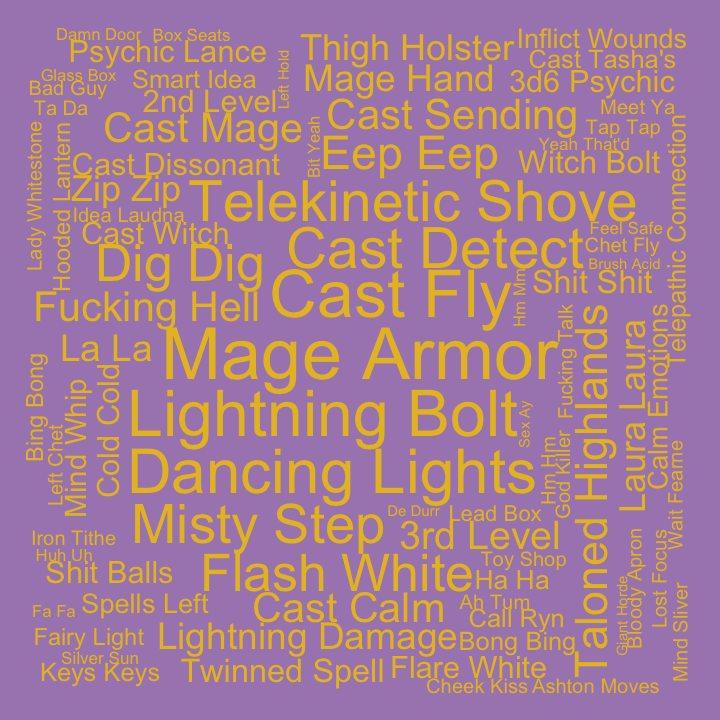 Damn Door
Box Seats
Psychic Lance
Thigh Holster
Inflict Wounds
Cast Tasha's
Glass Box
Smart Idea
Left Hold
Mage Hand
3d6 Psychic
Bad Guy
2nd Level
Meet Ya
Ta Da
Cast Mage
Cast Sending
Tap Tap
Lady Whitestone
Hooded Lantern
Bit Yeah
Eep Eep
Yeah That'd
Cast Dissonant
Witch Bolt
Telepathic Connection
Zip Zip
Telekinetic Shove
Idea Laudna
Feel Safe
Cast Witch
Cast Detect
Chet Fly
Dig Dig
Brush Acid
Cast Fly
Hm Mm
Shit Shit
Fucking Hell
La La
Mage Armor
Fucking Talk
Taloned Highlands
Laura Laura
Calm Emotions
Bing Bong
Left Chet
Mind Whip
Cold Cold
Lightning Bolt
Sex Ay
Hm Hm
God Killer
Wait Fearne
Dancing Lights
Misty Step
De Durr
Lead Box
3rd Level
Iron Tithe
Huh Uh
Toy Shop
Shit Balls
Flash White
Ha Ha
Giant Horde
Bloody Apron
Lost Focus
Mind Sliver
Fa Fa
Spells Left
Cast Calm
Ah Tum
Call Ryn
Fairy Light
Lightning Damage
Bong Bing
Silver Sun
Keys Keys
Twinned Spell
Flare White
Cheek Kiss
Ashton Moves